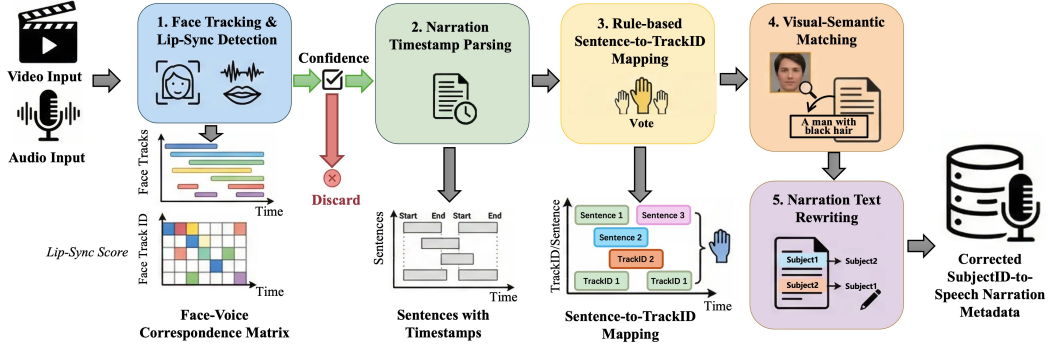 Video Input
Audio Input
1. Face Tracking &
Lip-Sync Detection
Confidence
Discard
Face Tracks
Time
Lip-Sync Score
Face Track ID
Time
Face-Voice
Correspondence Matrix
2. Narration
Timestamp Parsing
Sentences
Start End Start End
Time
Sentences with
Timestamps
3. Rule-based
Sentence-to-TrackID
Mapping
Vote
TrackID/Sentence
Sentence 1
Sentence 3
Sentence 2
TrackID 2
TrackID 1
TrackID 1
Time
Sentence-to-TrackID
Mapping
4. Visual-Semantic
Matching
A man with
black hair
5. Narration Text
Rewriting
Subject1
Subject2
Subject2
Subject1
Corrected
SubjectID-to-
Speech Narration
Metadata